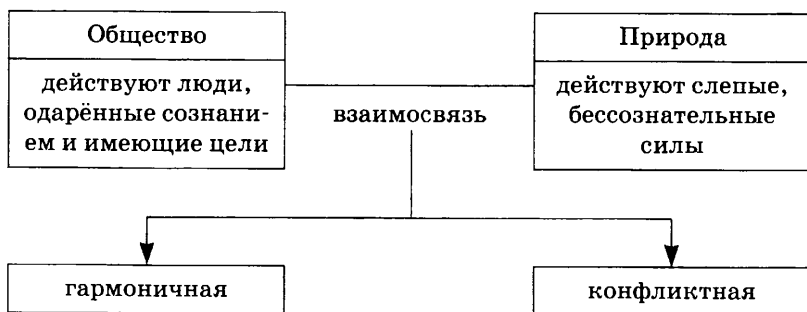 Общество
действуют люди,
одарённые сознани-
ем и имеющие цели
взаимосвязь
Природа
действуют слепые,
бессознательные
силы
гармоничная
конфликтная